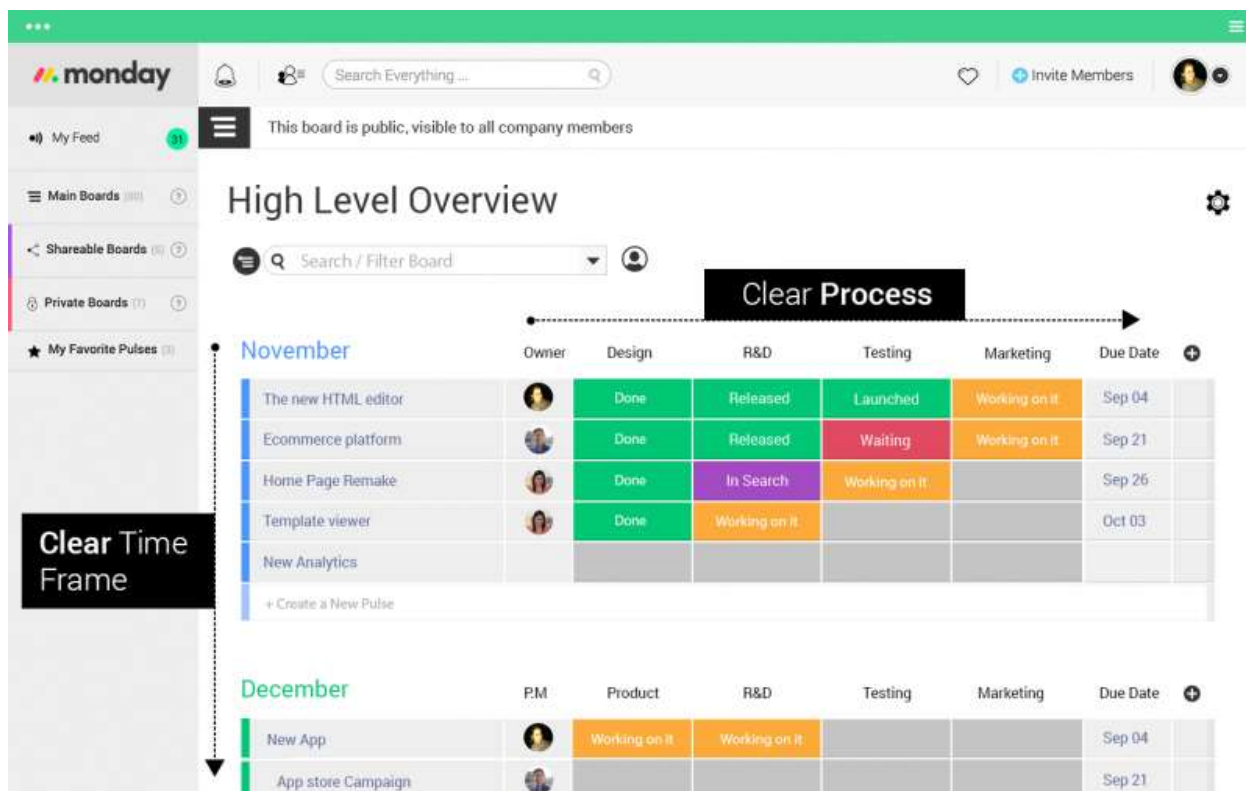 monday
Search Everything ...
Invite Members
My Feed
31
This board is public, visible to all company members
Main Boards
Shareable Boards
Private Boards
My Favorite Pulses
High Level Overview
Search / Filter Board
Clear Process
Clear Time
Frame
November Owner Design R&D Testing Marketing Due Date
The new HTML editor Done Released Launched Working on it Sep 04
Ecommerce platform Done Released Waiting Working on it Sep 21
Home Page Remake Done In Search Working on it Sep 26
Template viewer Done Working on it Oct 03
New Analytics
+ Create a New Pulse
December P.M Product R&D Testing Marketing Due Date
New App Working on it Working on it Sep 04
App store Campaign Sep 21